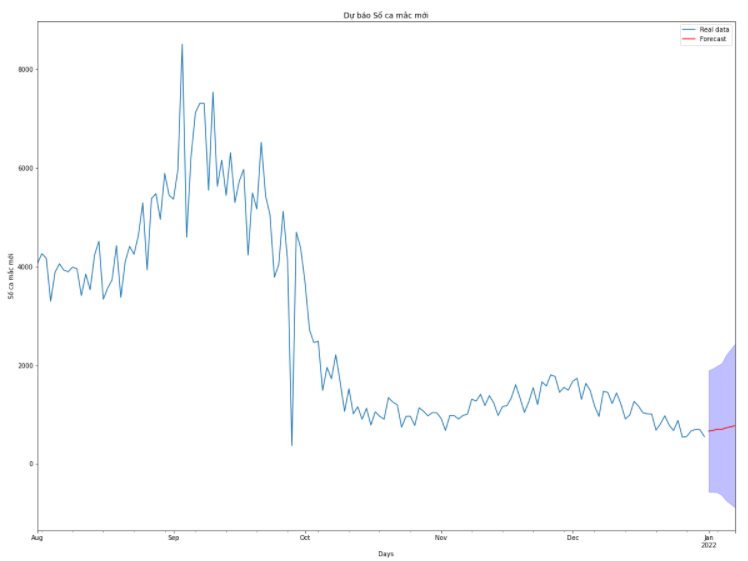 Dự báo Số ca mắc mới
Real data
Forecast
8000
6000
4000
2000
0
Số ca mắc mới
Aug
Sep
Oct
Nov
Dec
Jan
2022
Days